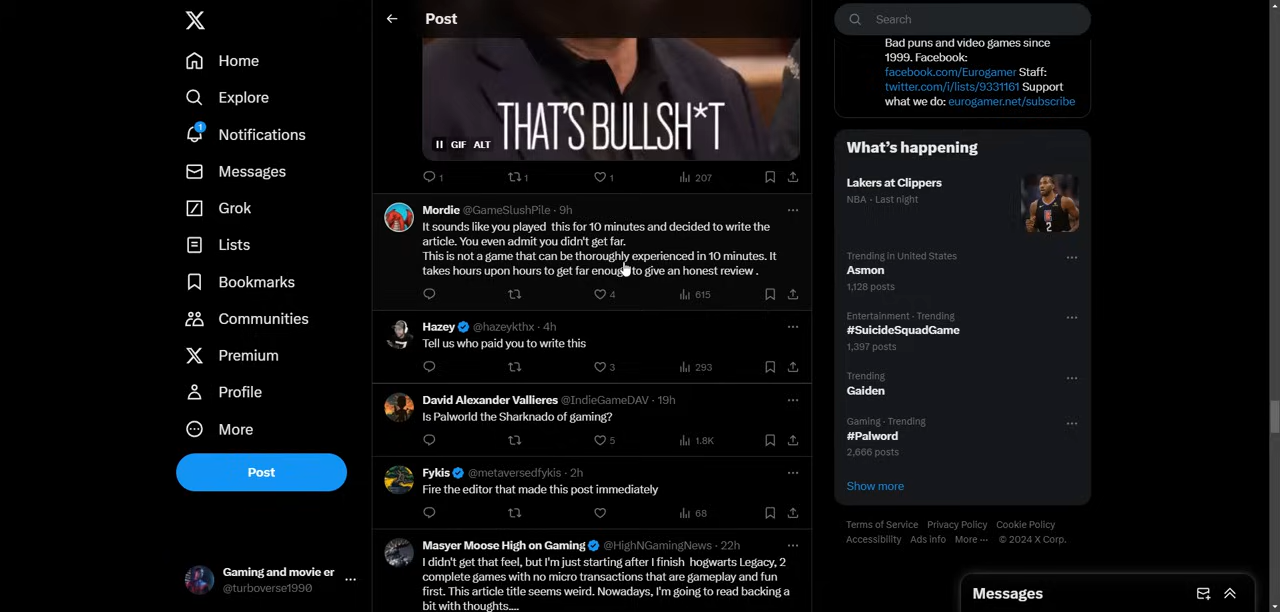 Home
Explore
1
Notifications
Messages
Grok
Lists
Bookmarks
Communities
Premium
Profile
More
Post
Gaming and movie er
@turboverse1990
Post
THAT'S BULLSH*T
GIF ALT
1
1
1
207
Mordie @GameSlushPile · 9h
It sounds like you played this for 10 minutes and decided to write the
article. You even admit you didn't get far.
This is not a game that can be thoroughly experienced in 10 minutes. It
takes hours upon hours to get far enough to give an honest review .
4
615
Hazey @hazeykthx · 4h
Tell us who paid you to write this
3
293
David Alexander Vallieres @IndieGameDAV · 19h
Is Palworld the Sharknado of gaming?
5
1.8K
Fykis @metaversedfykis · 2h
Fire the editor that made this post immediately
68
Masyer Moose High on Gaming @HighNGamingNews · 22h
I didn't get that feel, but I'm just starting after I finish hogwarts Legacy, 2
complete games with no micro transactions that are gameplay and fun
first. This article title seems weird. Nowadays, I'm going to read backing a
bit with thoughts....
Search
Bad puns and video games since
1999. Facebook:
facebook.com/Eurogamer Staff:
twitter.com/i/lists/9331161 Support
what we do: eurogamer.net/subscribe
What's happening
Lakers at Clippers
NBA · Last night
Trending in United States
Asmon
1,128 posts
Entertainment · Trending
#SuicideSquadGame
1,397 posts
Trending
Gaiden
Gaming · Trending
#Palword
2,666 posts
Show more
Terms of Service Privacy Policy Cookie Policy
Accessibility Ads info More ··· © 2024 X Corp.
Messages